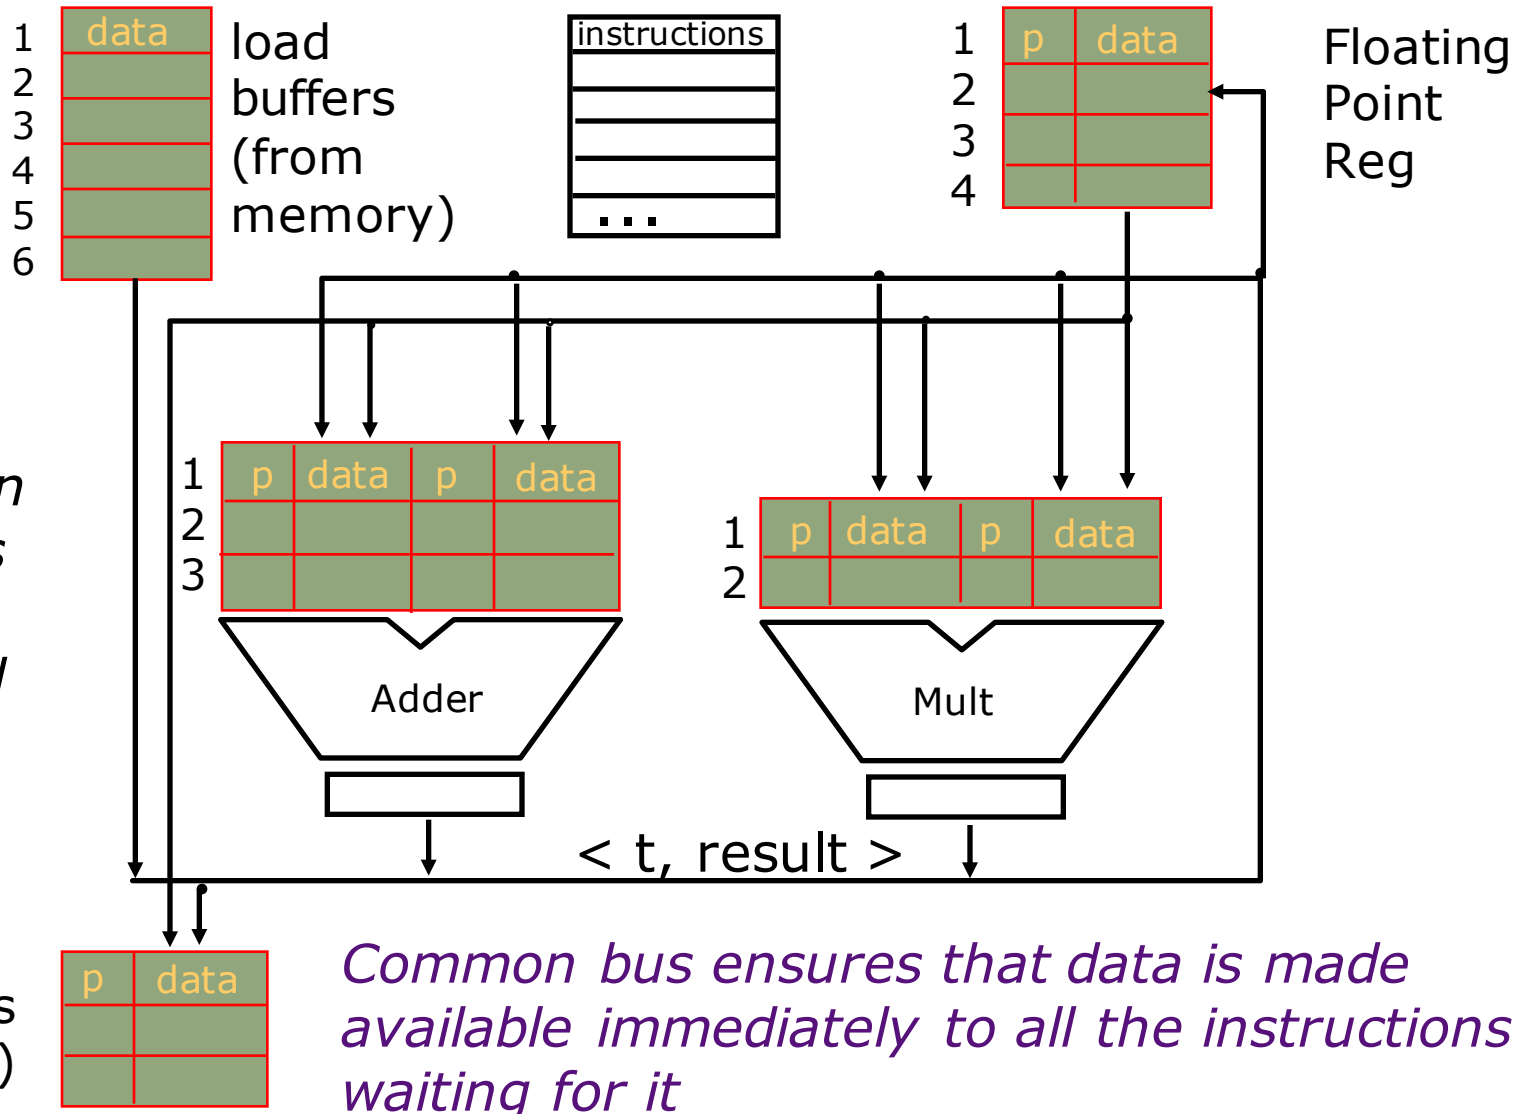 1 data
2
3
4
5
6
load
buffers
(from
memory)
instructions
...
1 p data
2
3
4
Floating
Point
Reg
1 p data p data
2
3
1 p data p data
2
Adder
Mult
< t, result >
p data
Common bus ensures that data is made
available immediately to all the instructions
waiting for it